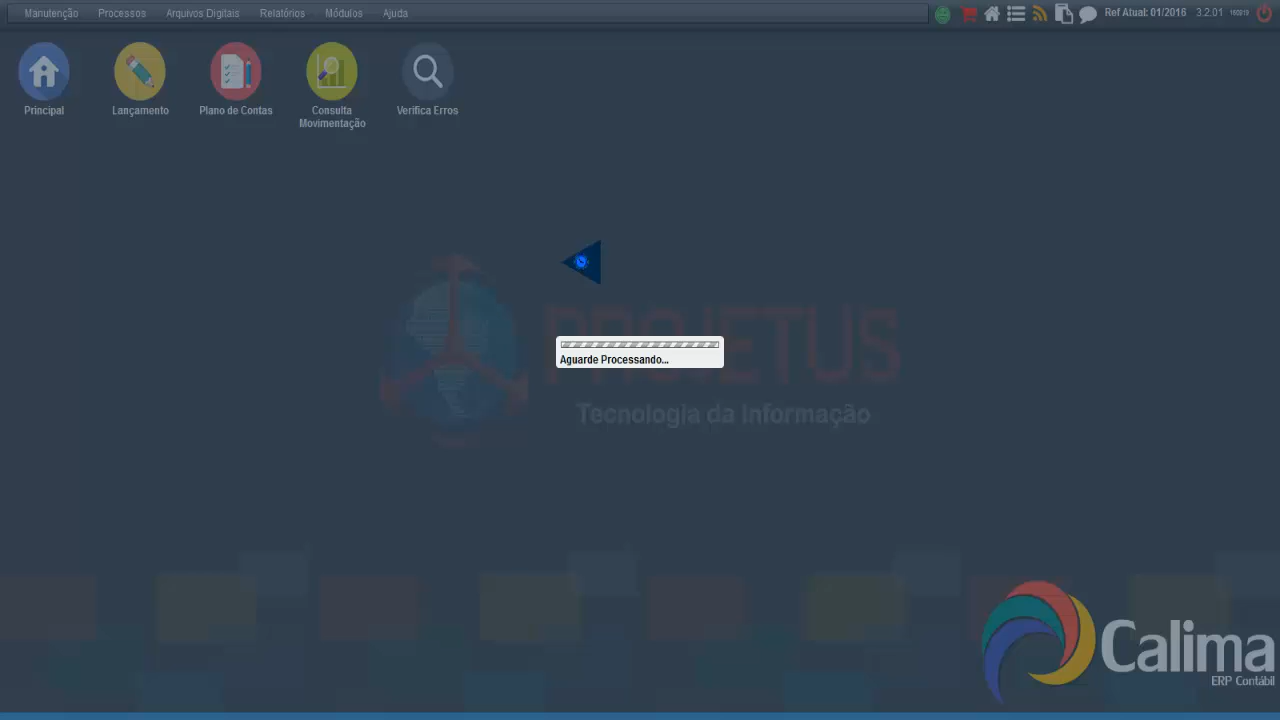 Manutenção Processos Arquivos Digitais Relatórios Módulos Ajuda Ref Atual: 01/2016 3.2.01 160219
Principal Lançamento Plano de Contas Consulta Movimentação Verifica Erros
PROJETUS
Aguarde Processando...
Tecnologia da Informação
Calima
ERP Contábil